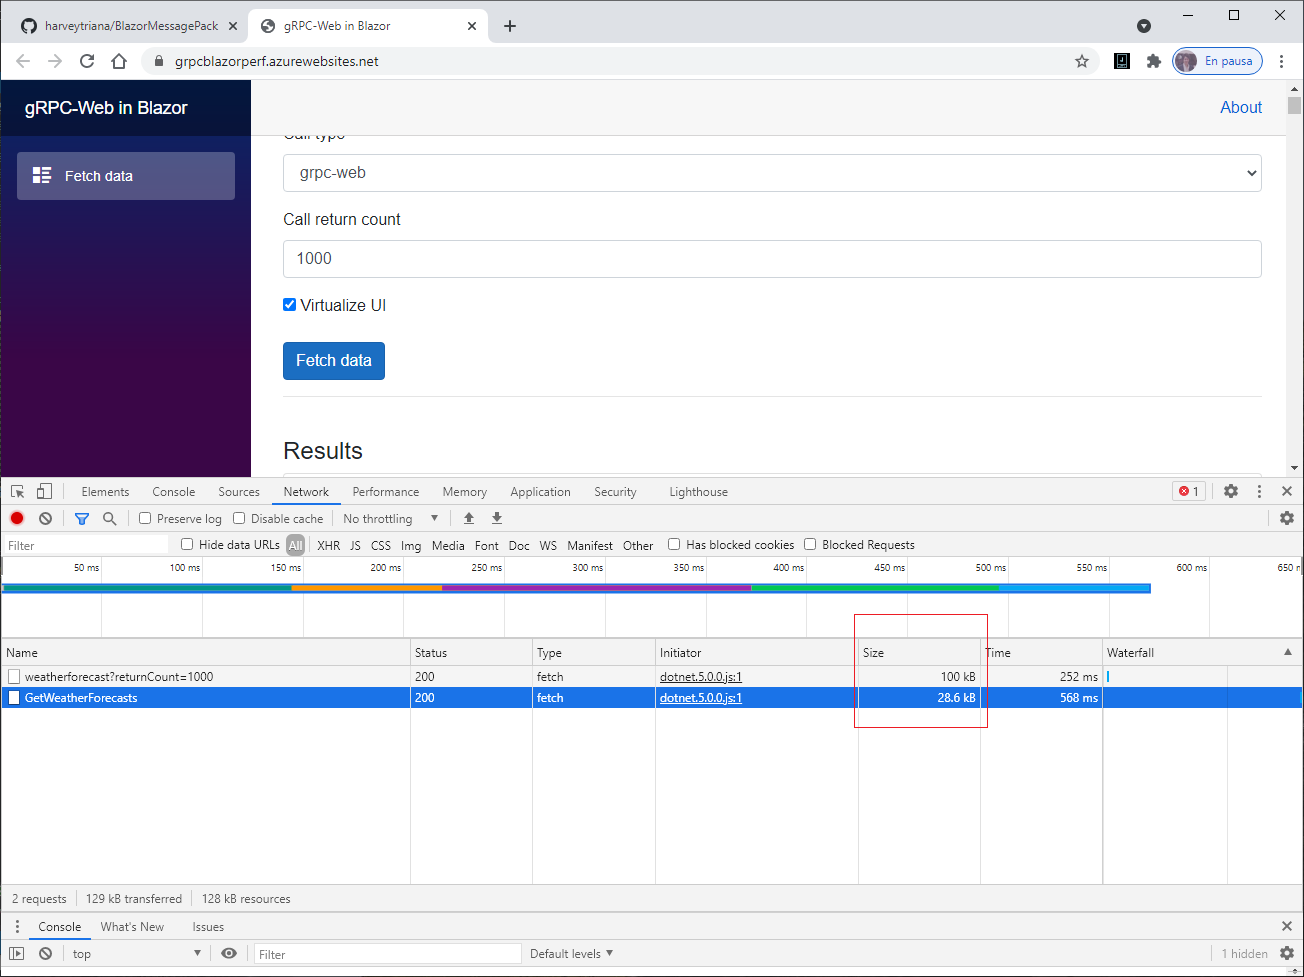 harveytriana/BlazorMessagePack
gRPC-Web in Blazor
grpcblazorperf.azurewebsites.net
En pausa
gRPC-Web in Blazor
About
Fetch data
Call type
grpc-web
Call return count
1000
Virtualize UI
Fetch data
Results
Elements Console Sources Network Performance Memory Application Security Lighthouse 1
Preserve log Disable cache No throttling
Filter Hide data URLs All XHR JS CSS Img Media Font Doc WS Manifest Other Has blocked cookies Blocked Requests
50 ms 100 ms 150 ms 200 ms 250 ms 300 ms 350 ms 400 ms 450 ms 500 ms 550 ms 600 ms 650 m
Name Status Type Initiator Size Time Waterfall
weatherforecast?returnCount=1000 200 fetch dotnet.5.0.0.js:1 100 kB 252 ms
GetWeatherForecasts 200 fetch dotnet.5.0.0.js:1 28.6 kB 568 ms
2 requests 129 kB transferred 128 kB resources
Console What's New Issues
top Filter Default levels 1 hidden